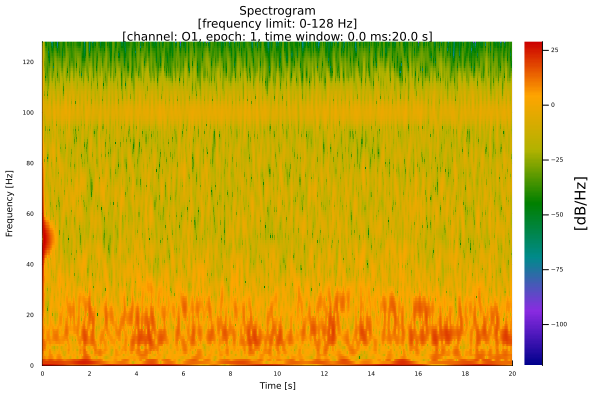 Spectrogram
[frequency limit: 0-128 Hz]
[channel: O1, epoch: 1, time window: 0.0 ms:20.0 s]
120
100
80
60
40
20
0
Frequency [Hz]
0 2 4 6 8 10 12 14 16 18 20
Time [s]
25
0
−25
−50
−75
−100
[dB/Hz]